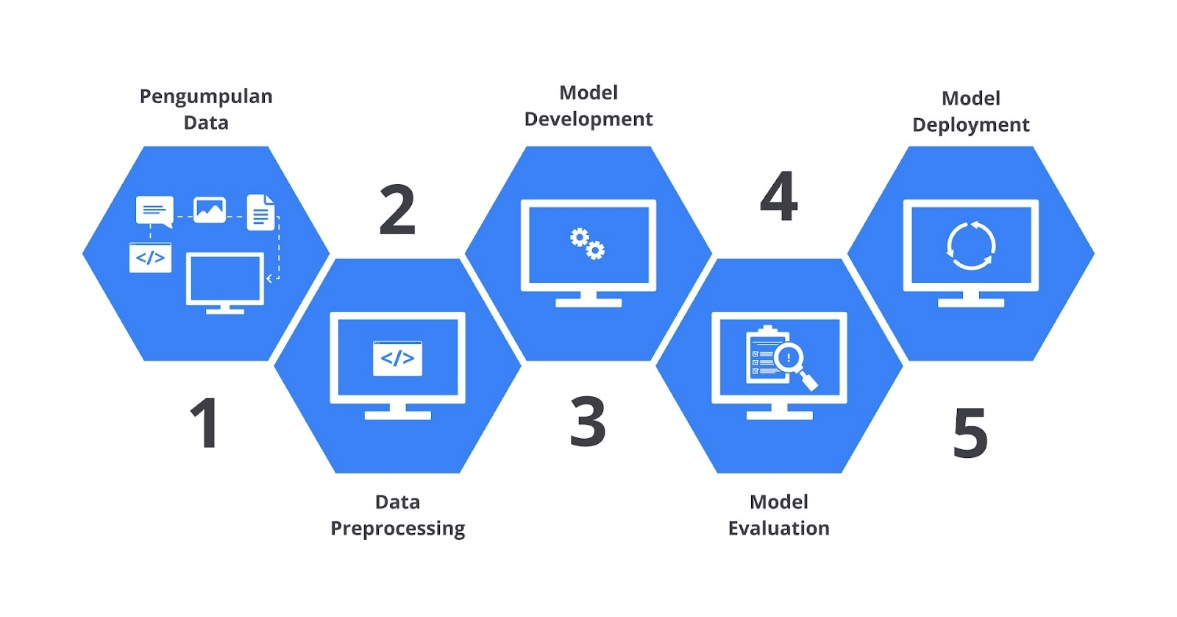 Pengumpulan
Data
1
2
Data
Preprocessing
Model
Development
3
4
Model
Evaluation
Model
Deployment
5
</>
</>
!